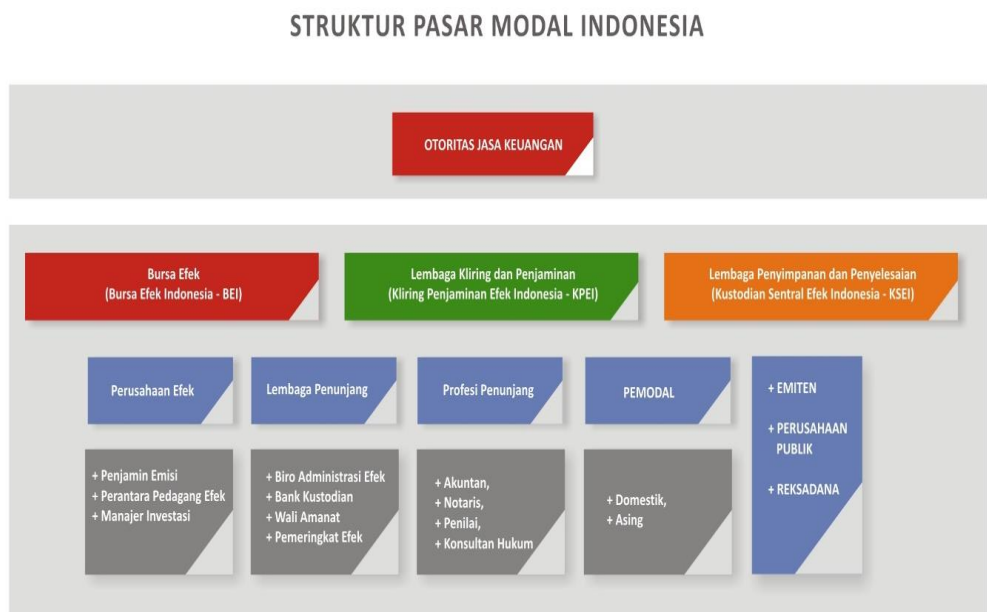 STRUKTUR PASAR MODAL INDONESIA
OTORITAS JASA KEUANGAN
Bursa Efek
(Bursa Efek Indonesia - BEI)
Lembaga Kliring dan Penjaminan
(Kliring Penjaminan Efek Indonesia - KPEI)
Lembaga Penyimpanan dan Penyelesaian
(Kustodian Sentral Efek Indonesia - KSEI)
Perusahaan Efek
+ Penjamin Emisi
+ Perantara Pedagang Efek
+ Manajer Investasi
Lembaga Penunjang
+ Biro Administrasi Efek
+ Bank Kustodian
+ Wali Amanat
+ Pemeringkat Efek
Profesi Penunjang
+ Akuntan,
+ Notaris,
+ Penilai,
+ Konsultan Hukum
PEMODAL
+ Domestik,
+ Asing
+ EMITEN
+ PERUSAHAAN
PUBLIK
+ REKSADANA